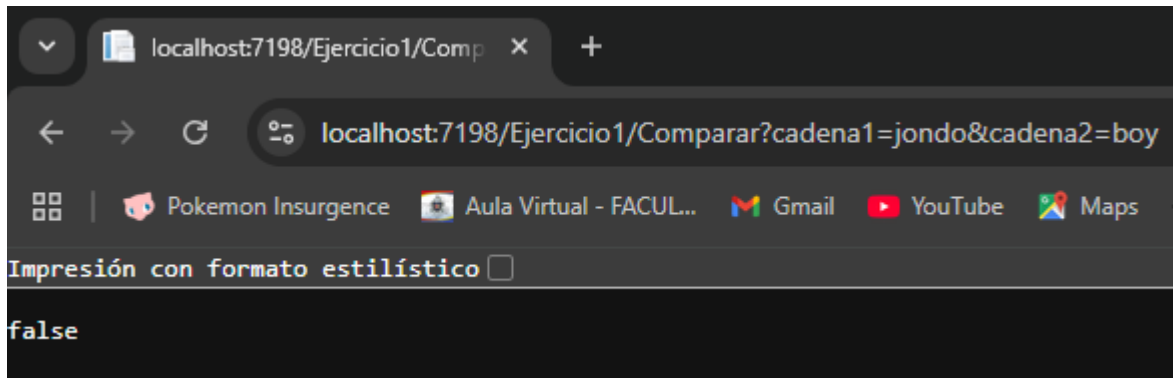 localhost:7198/Ejercicio1/Comp
localhost:7198/Ejercicio1/Comparar?cadena1=jondo&cadena2=boy
Pokemon Insurgence Aula Virtual - FACUL... Gmail YouTube Maps
Impresión con formato estilístico
false